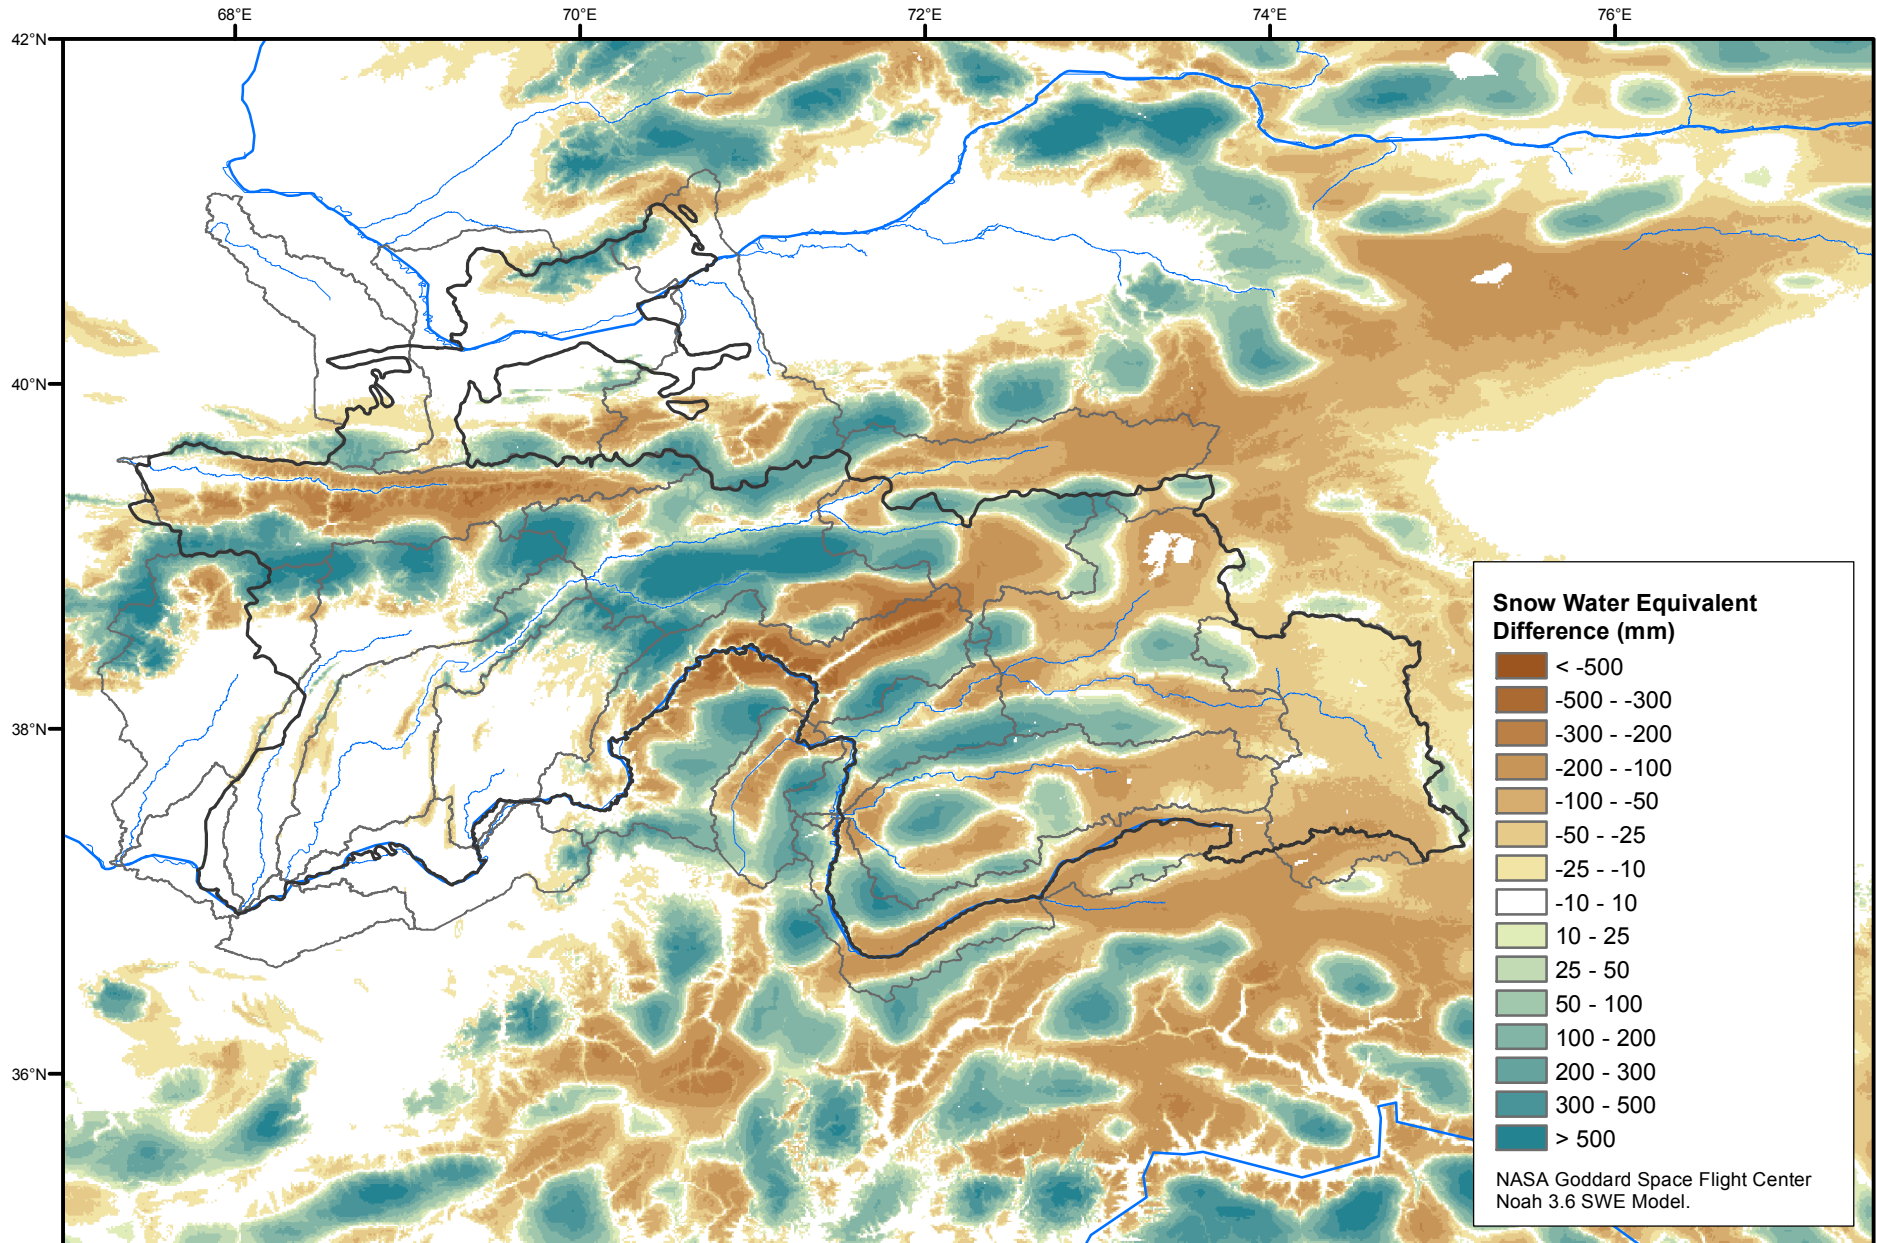 68°E
70°E
72°E
74°E
76°E
42°N
40°N
38°N
36°N
Snow Water Equivalent
Difference (mm)
< -500
-500 - -300
-300 - -200
-200 - -100
-100 - -50
-50 - -25
-25 - -10
-10 - 10
10 - 25
25 - 50
50 - 100
100 - 200
200 - 300
300 - 500
> 500
NASA Goddard Space Flight Center
Noah 3.6 SWE Model.